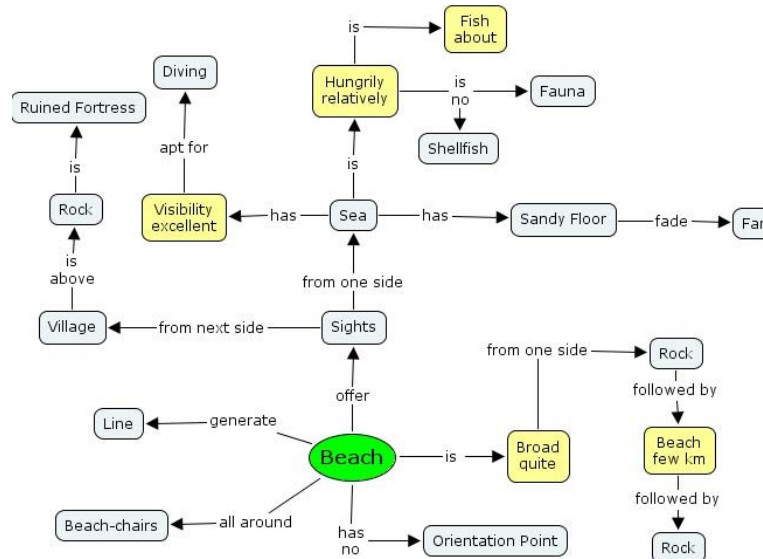 is
Fish
about
Diving
Hungrily
relatively
is
no
Fauna
Ruined Fortress
Shellfish
apt for
is
is
Rock
Visibility
excellent
has
Sea
has
Sandy Floor
fade
Far
is
above
from one side
Village
from next side
Sights
from one side
Rock
offer
followed by
Line
generate
Beach
is
Broad
quite
Beach
few km
followed by
Beach-chairs
all around
has
no
Orientation Point
Rock